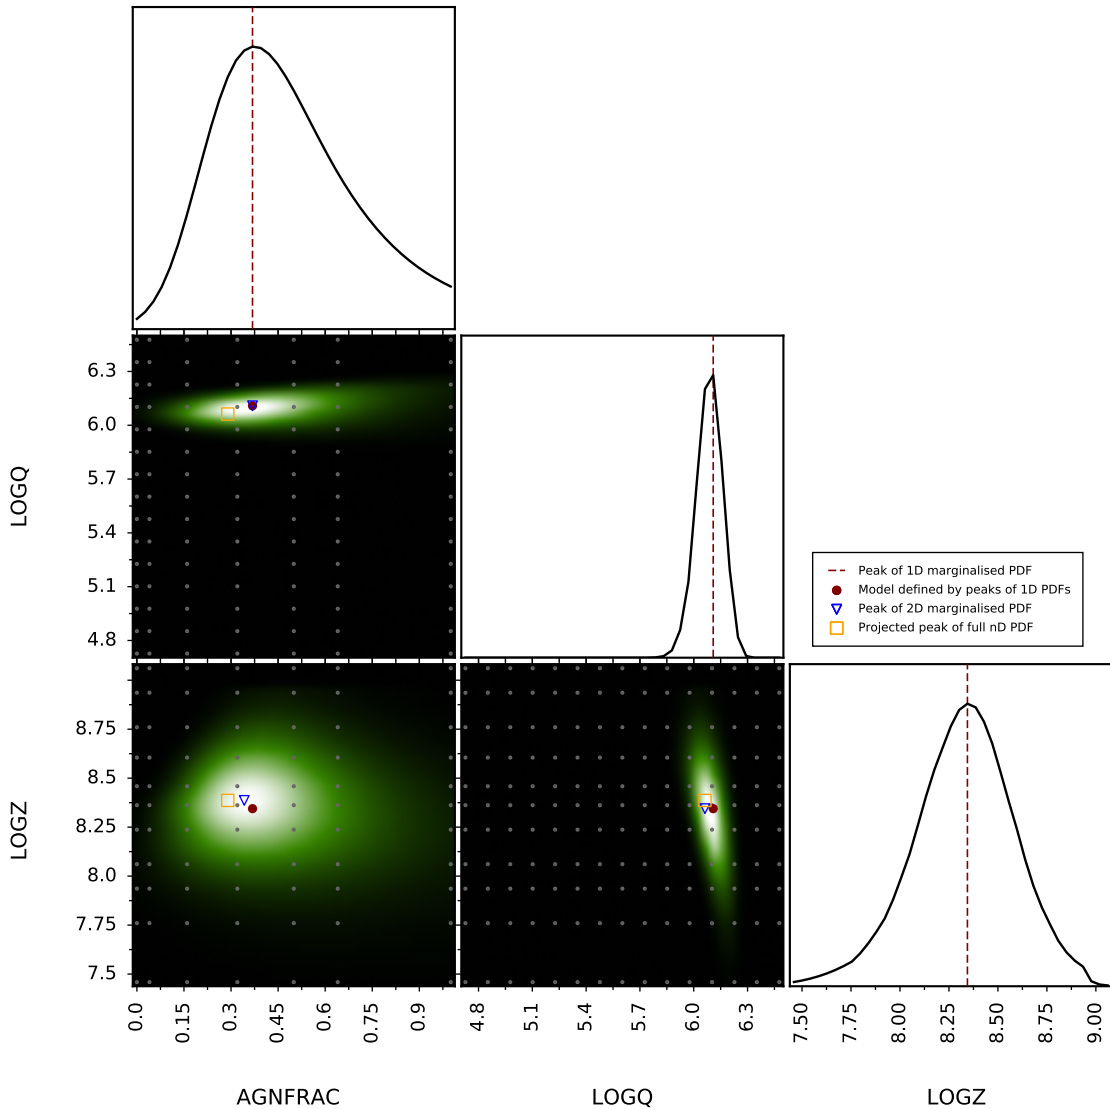 6.3
6.0
5.7
5.4
5.1
4.8
LOGQ
Peak of 1D marginalised PDF
Model defined by peaks of 1D PDFs
Peak of 2D marginalised PDF
Projected peak of full nD PDF
8.75
8.5
8.25
8.0
7.75
7.5
LOGZ
0.0 0.15 0.3 0.45 0.6 0.75 0.9
4.8 5.1 5.4 5.7 6.0 6.3
7.50 7.75 8.00 8.25 8.50 8.75 9.00
AGNFRAC LOGQ LOGZ